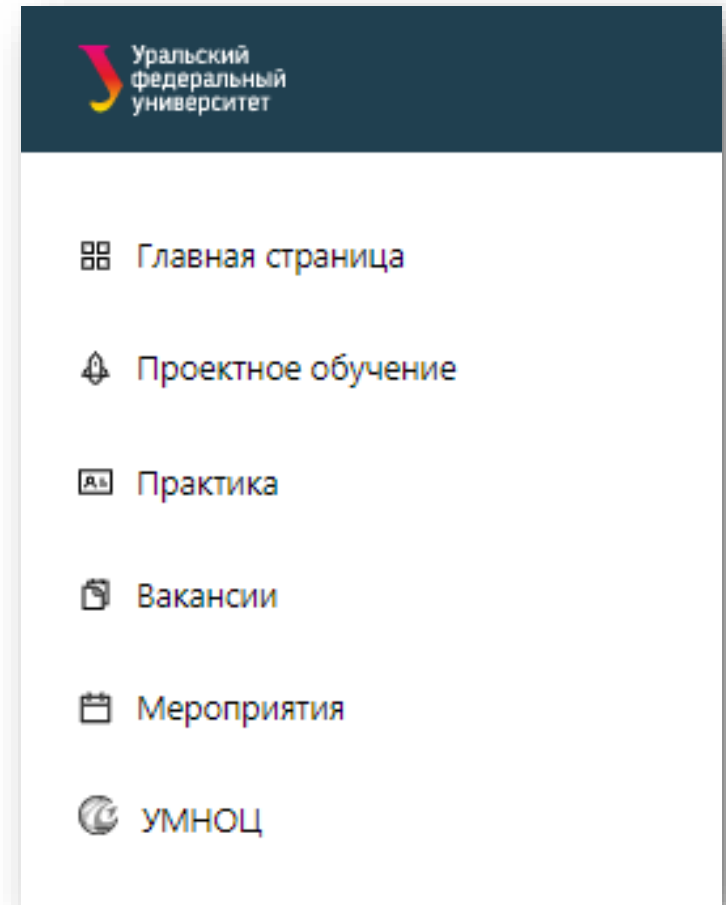 Уральский
федеральный
университет
Главная страница
Проектное обучение
Практика
Вакансии
Мероприятия
УМНОЦ